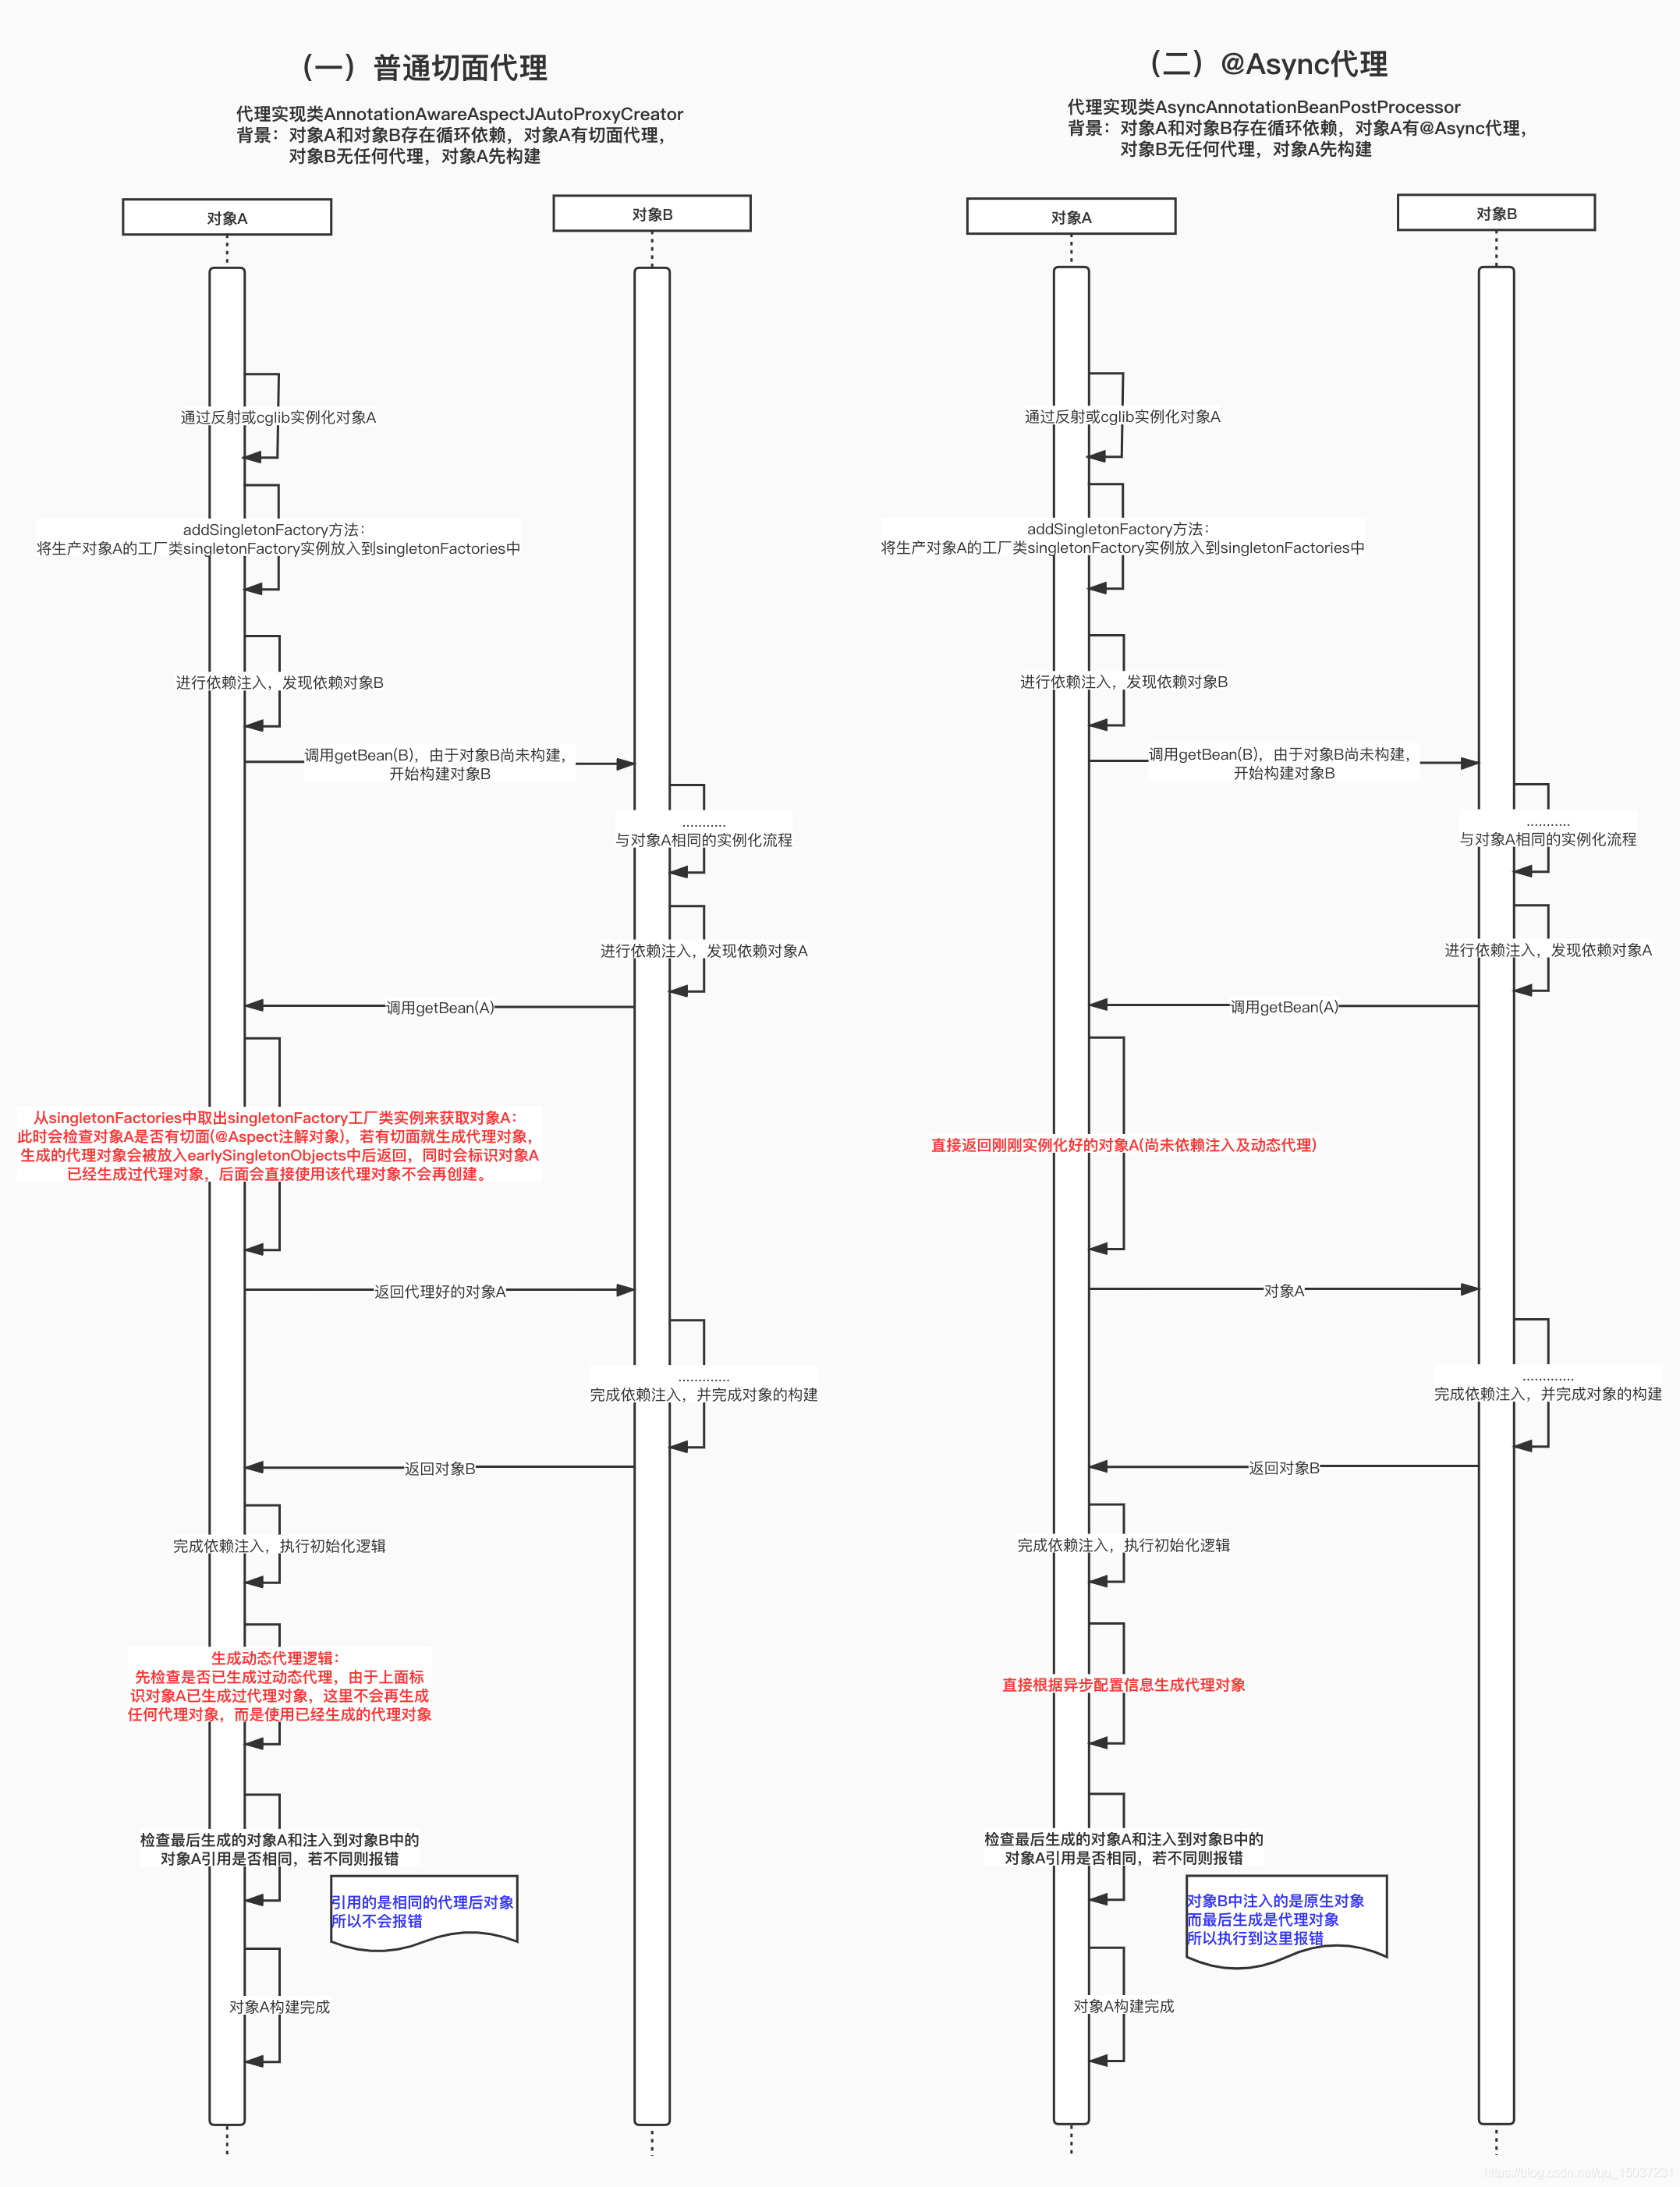 （一）普通切面代理
代理实现类AnnotationAwareAspectJAutoProxyCreator
背景：对象A和对象B存在循环依赖，对象A有切面代理，
对象B无任何代理，对象A先构建
对象A
对象B
通过反射或cglib实例化对象A
addSingletonFactory方法：
将生产对象A的工厂类singletonFactory实例放入到singletonFactories中
进行依赖注入，发现依赖对象B
调用getBean(B)，由于对象B尚未构建，
开始构建对象B
...........
与对象A相同的实例化流程
进行依赖注入，发现依赖对象A
调用getBean(A)
从singletonFactories中取出singletonFactory工厂类实例来获取对象A：
此时会检查对象A是否有切面(@Aspect注解对象)，若有切面就生成代理对象，
生成的代理对象会被放入earlySingletonObjects中后返回，同时会标识对象A
已经生成过代理对象，后面会直接使用该代理对象不会再创建。
返回代理好的对象A
.............
完成依赖注入，并完成对象的构建
返回对象B
完成依赖注入，执行初始化逻辑
生成动态代理逻辑：
先检查是否已生成过动态代理，由于上面标
识对象A已生成过代理对象，这里不会再生成
任何代理对象，而是使用已经生成的代理对象
检查最后生成的对象A和注入到对象B中的
对象A引用是否相同，若不同则报错
引用的是相同的代理后对象
所以不会报错
对象A构建完成
（二）@Async代理
代理实现类AsyncAnnotationBeanPostProcessor
背景：对象A和对象B存在循环依赖，对象A有@Async代理，
对象B无任何代理，对象A先构建
对象A
对象B
通过反射或cglib实例化对象A
addSingletonFactory方法：
将生产对象A的工厂类singletonFactory实例放入到singletonFactories中
进行依赖注入，发现依赖对象B
调用getBean(B)，由于对象B尚未构建，
开始构建对象B
...........
与对象A相同的实例化流程
进行依赖注入，发现依赖对象A
调用getBean(A)
直接返回刚刚实例化好的对象A(尚未依赖注入及动态代理)
对象A
.............
完成依赖注入，并完成对象的构建
返回对象B
完成依赖注入，执行初始化逻辑
直接根据异步配置信息生成代理对象
检查最后生成的对象A和注入到对象B中的
对象A引用是否相同，若不同则报错
对象B中注入的是原生对象
而最后生成是代理对象
所以执行到这里报错
对象A构建完成
https://blog.csdn.net/qq_15037231